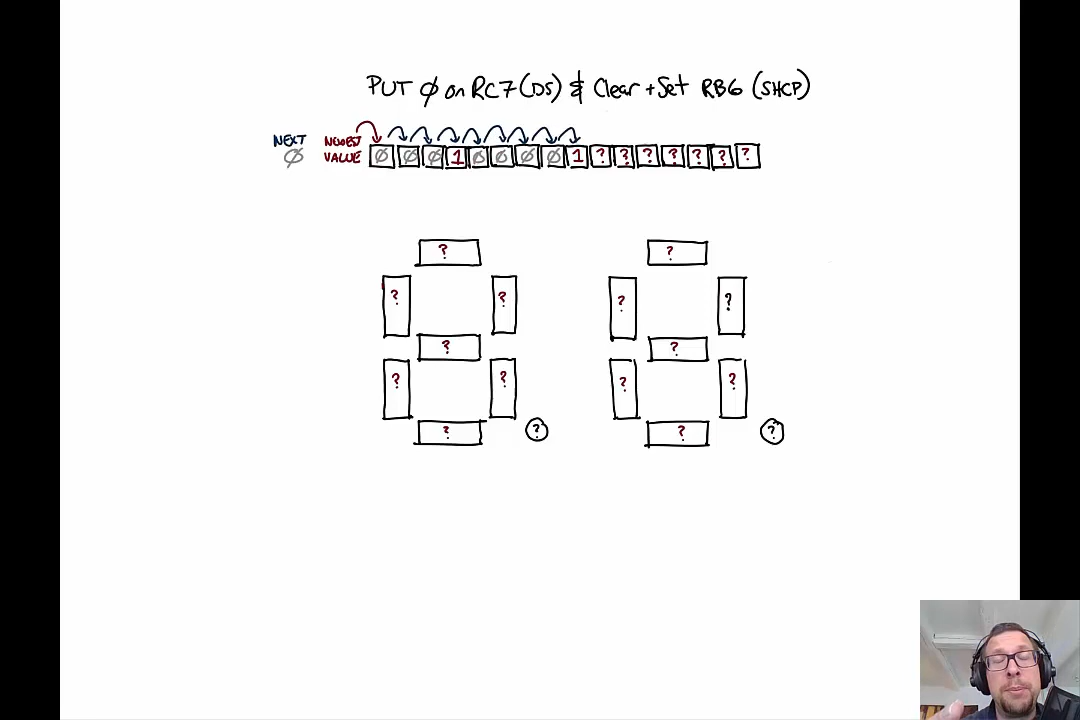 PUT Ø on RC7 (DS) & Clear + Set RB6 (SHCP)
NEXT NEWEST
Ø VALUE Ø Ø Ø 1 Ø Ø Ø Ø 1 ? ? ? ? ? ? ?
? ?
? ? ? ?
? ?
? ? ? ?
? ? ? ?